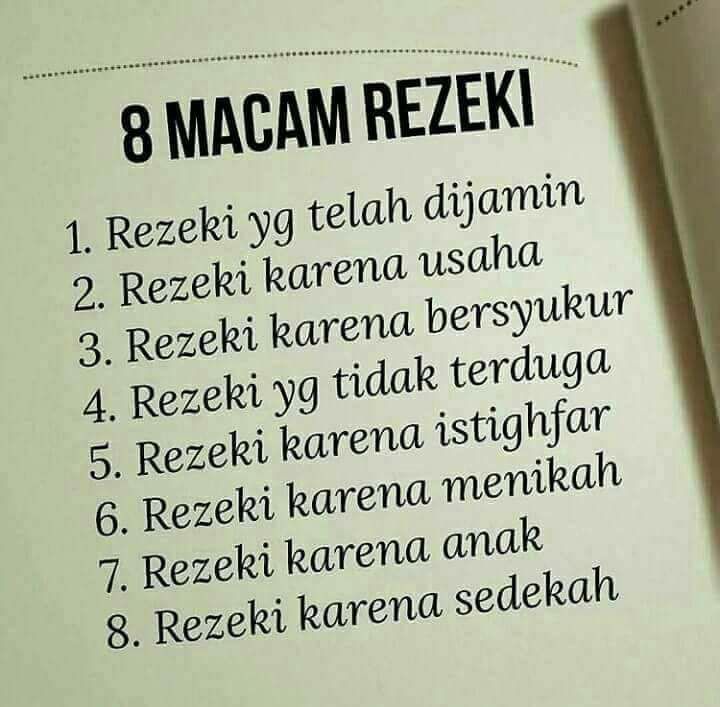 8 MACAM REZEKI
1. Rezeki yg telah dijamin
2. Rezeki karena usaha
3. Rezeki karena bersyukur
4. Rezeki yg tidak terduga
5. Rezeki karena istighfar
6. Rezeki karena menikah
7. Rezeki karena anak
8. Rezeki karena sedekah